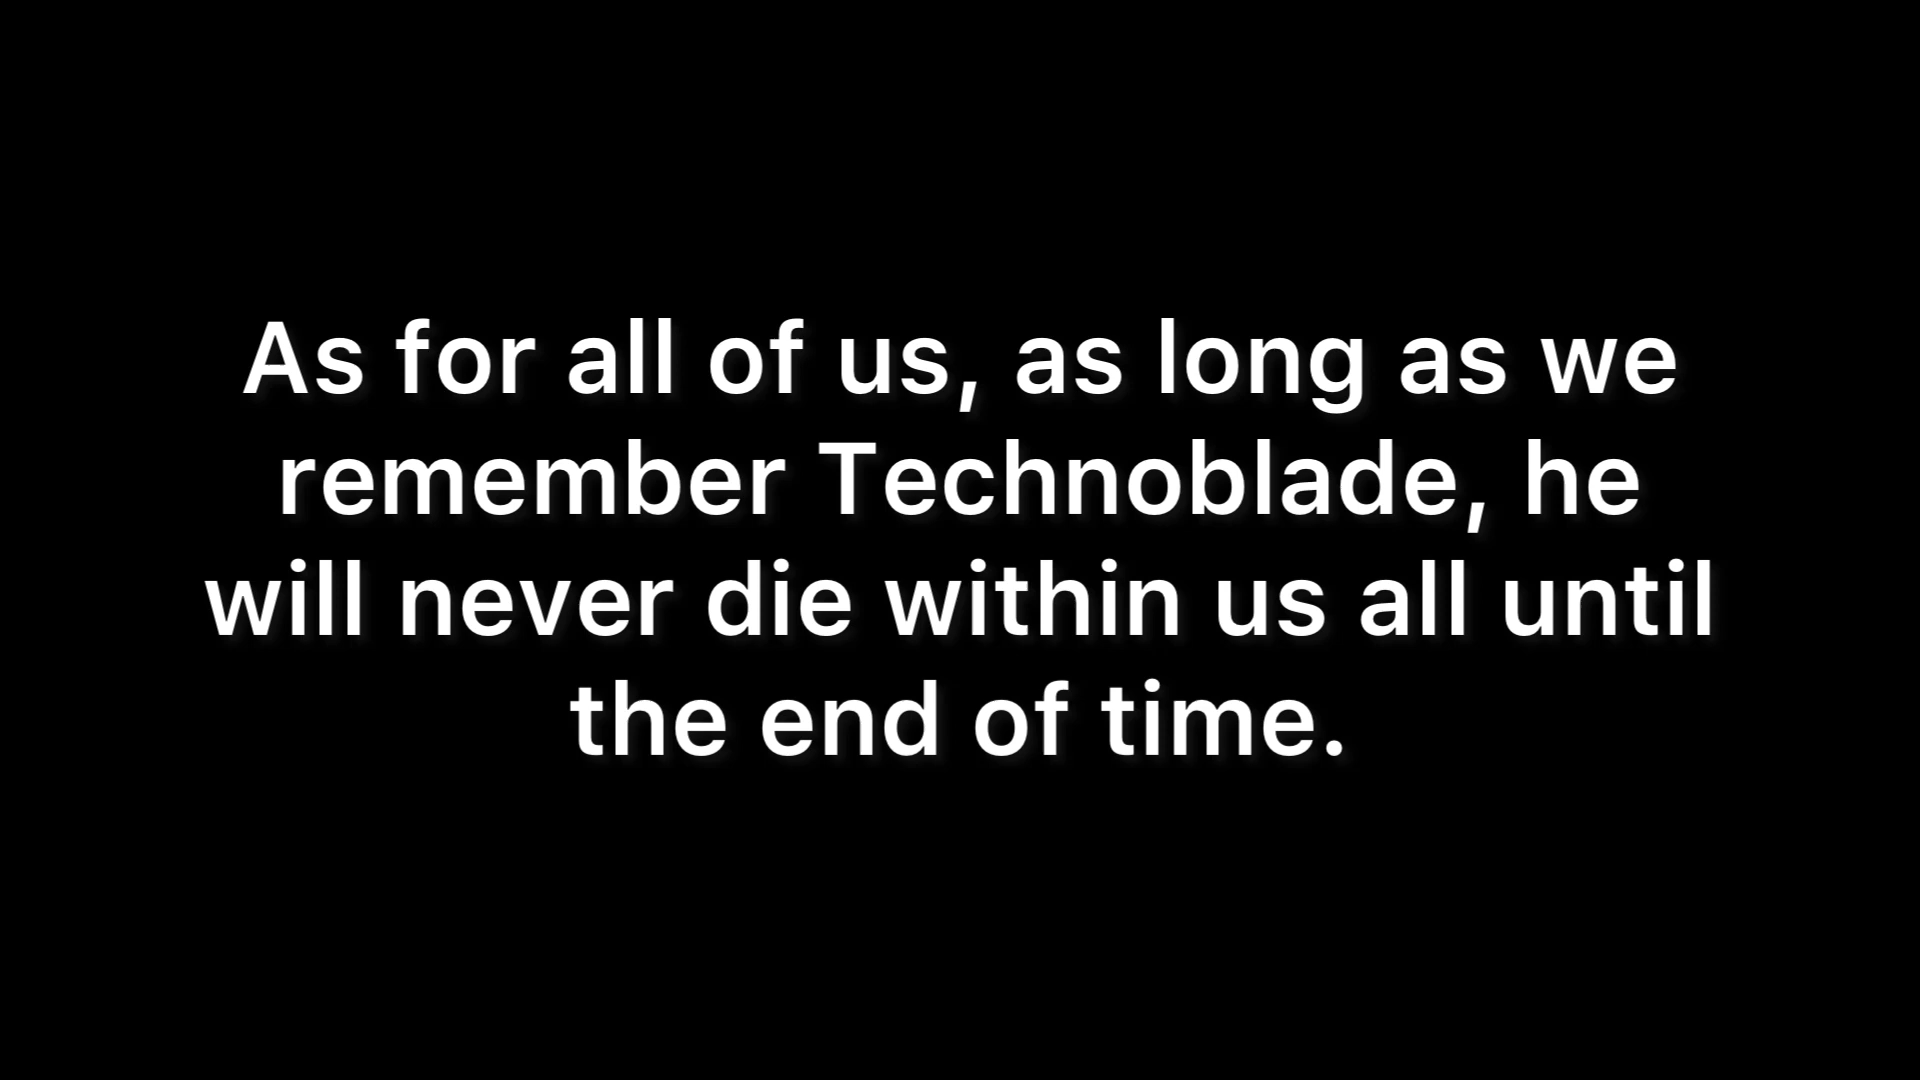 As for all of us, as long as we
remember Technoblade, he
will never die within us all until
the end of time.